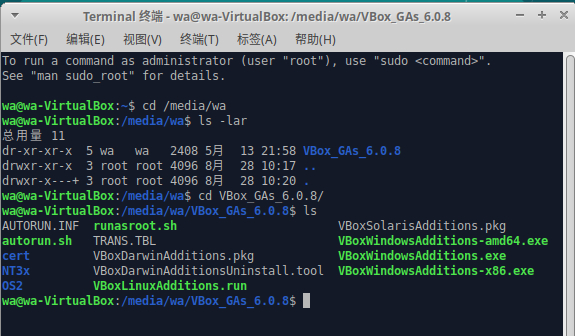 Terminal 终端 - wa@wa-VirtualBox: /media/wa/VBox_GAs_6.0.8
文件(F) 编辑(E) 视图(V) 终端(T) 标签(A) 帮助(H)
To run a command as administrator (user "root"), use "sudo <command>".
See "man sudo_root" for details.
wa@wa-VirtualBox:~$ cd /media/wa
wa@wa-VirtualBox:/media/wa$ ls -lar
总用量 11
dr-xr-xr-x 5 wa wa 2408 5月 13 21:58 VBox_GAs_6.0.8
drwxr-xr-x 3 root root 4096 8月 28 10:17 ..
drwxr-x---+ 3 root root 4096 8月 28 10:20 .
wa@wa-VirtualBox:/media/wa$ cd VBox_GAs_6.0.8/
wa@wa-VirtualBox:/media/wa/VBox_GAs_6.0.8$ ls
AUTORUN.INF runasroot.sh VBoxSolarisAdditions.pkg
autorun.sh TRANS.TBL VBoxWindowsAdditions-amd64.exe
cert VBoxDarwinAdditions.pkg VBoxWindowsAdditions.exe
NT3x VBoxDarwinAdditionsUninstall.tool VBoxWindowsAdditions-x86.exe
OS2 VBoxLinuxAdditions.run
wa@wa-VirtualBox:/media/wa/VBox_GAs_6.0.8$